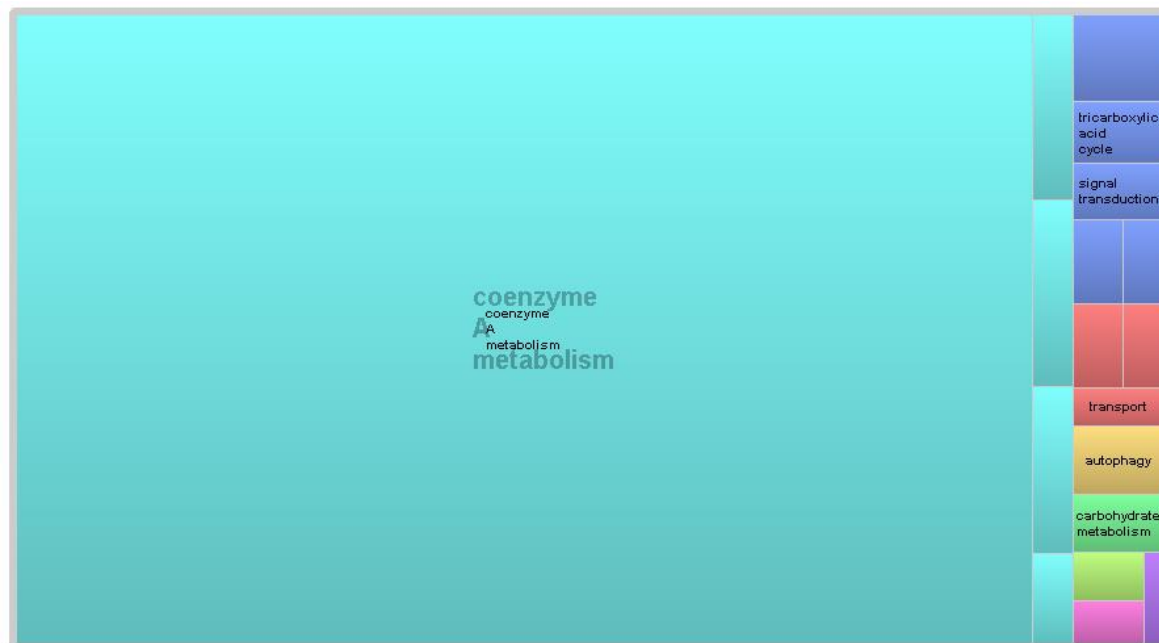 coenzyme
A
metabolism
coenzyme
A
metabolism
tricarboxylic
acid
cycle
signal
transduction
transport
autophagy
carbohydrate
metabolism